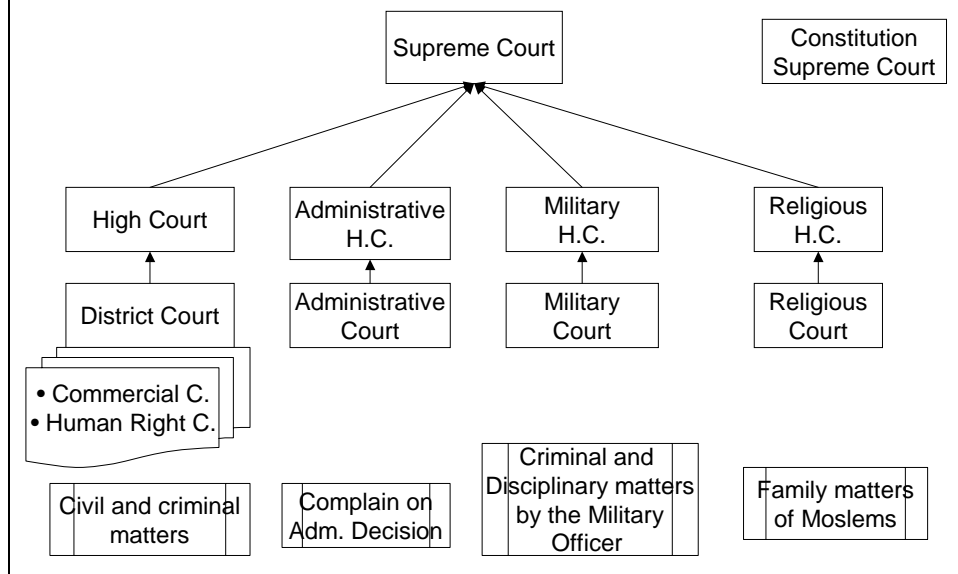 Supreme Court
Constitution
Supreme Court
High Court
Administrative
H.C.
Military
H.C.
Religious
H.C.
District Court
Administrative
Court
Military
Court
Religious
Court
• Commercial C.
• Human Right C.
Civil and criminal
matters
Complain on
Adm. Decision
Criminal and
Disciplinary matters
by the Military
Officer
Family matters
of Moslems